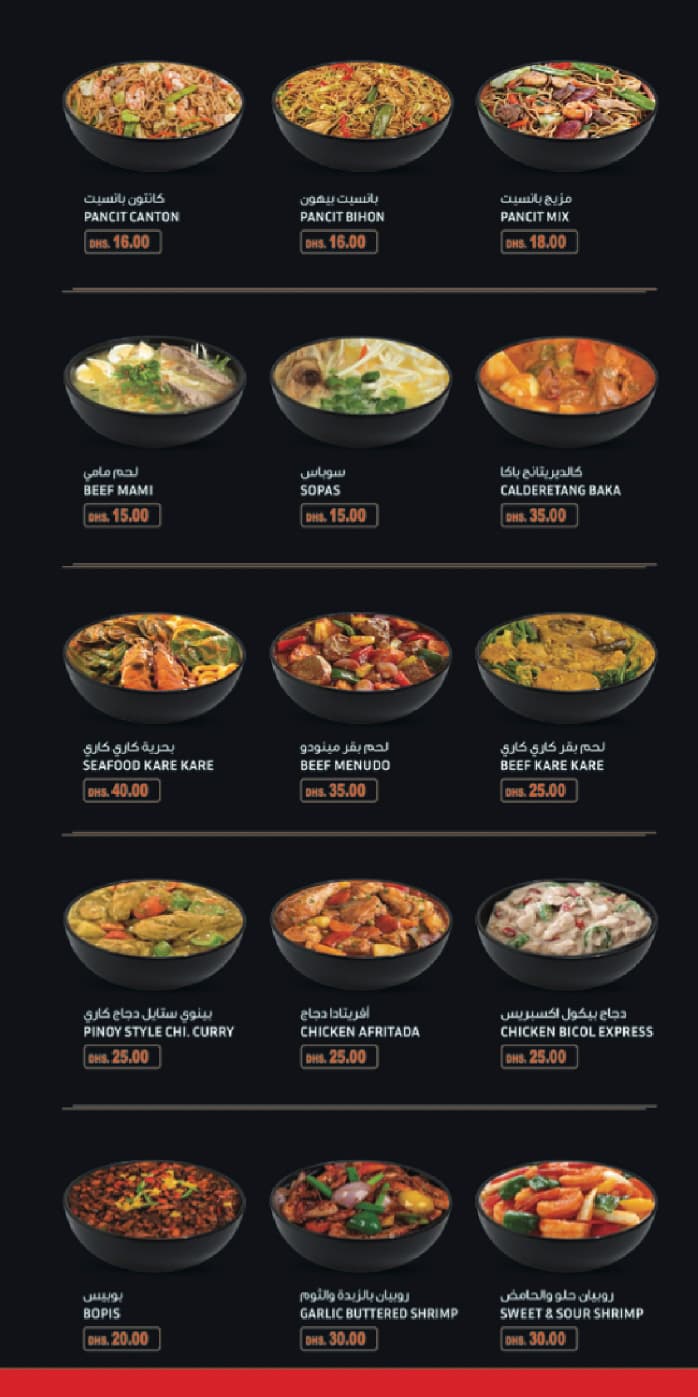 كانتون بانسيت
PANCIT CANTON
DHS. 16.00
بانسيت بيهون
PANCIT BIHON
DHS. 16.00
مزيج بانسيت
PANCIT MIX
DHS. 18.00
لحم مامي
BEEF MAMI
DHS. 15.00
سوباس
SOPAS
DHS. 15.00
كالديريتانج باكا
CALDERETANG BAKA
DHS. 35.00
بحرية كاري كاري
SEAFOOD KARE KARE
DHS. 40.00
لحم بقر مينودو
BEEF MENUDO
DHS. 35.00
لحم بقر كاري كاري
BEEF KARE KARE
DHS. 25.00
بينوي ستايل دجاج كاري
PINOY STYLE CHI. CURRY
DHS. 25.00
أفريتادا دجاج
CHICKEN AFRITADA
DHS. 25.00
دجاج بيكول اكسبريس
CHICKEN BICOL EXPRESS
DHS. 25.00
بوبيس
BOPIS
DHS. 20.00
روبيان بالزبدة والثوم
GARLIC BUTTERED SHRIMP
DHS. 30.00
روبيان حلو والحامض
SWEET & SOUR SHRIMP
DHS. 30.00